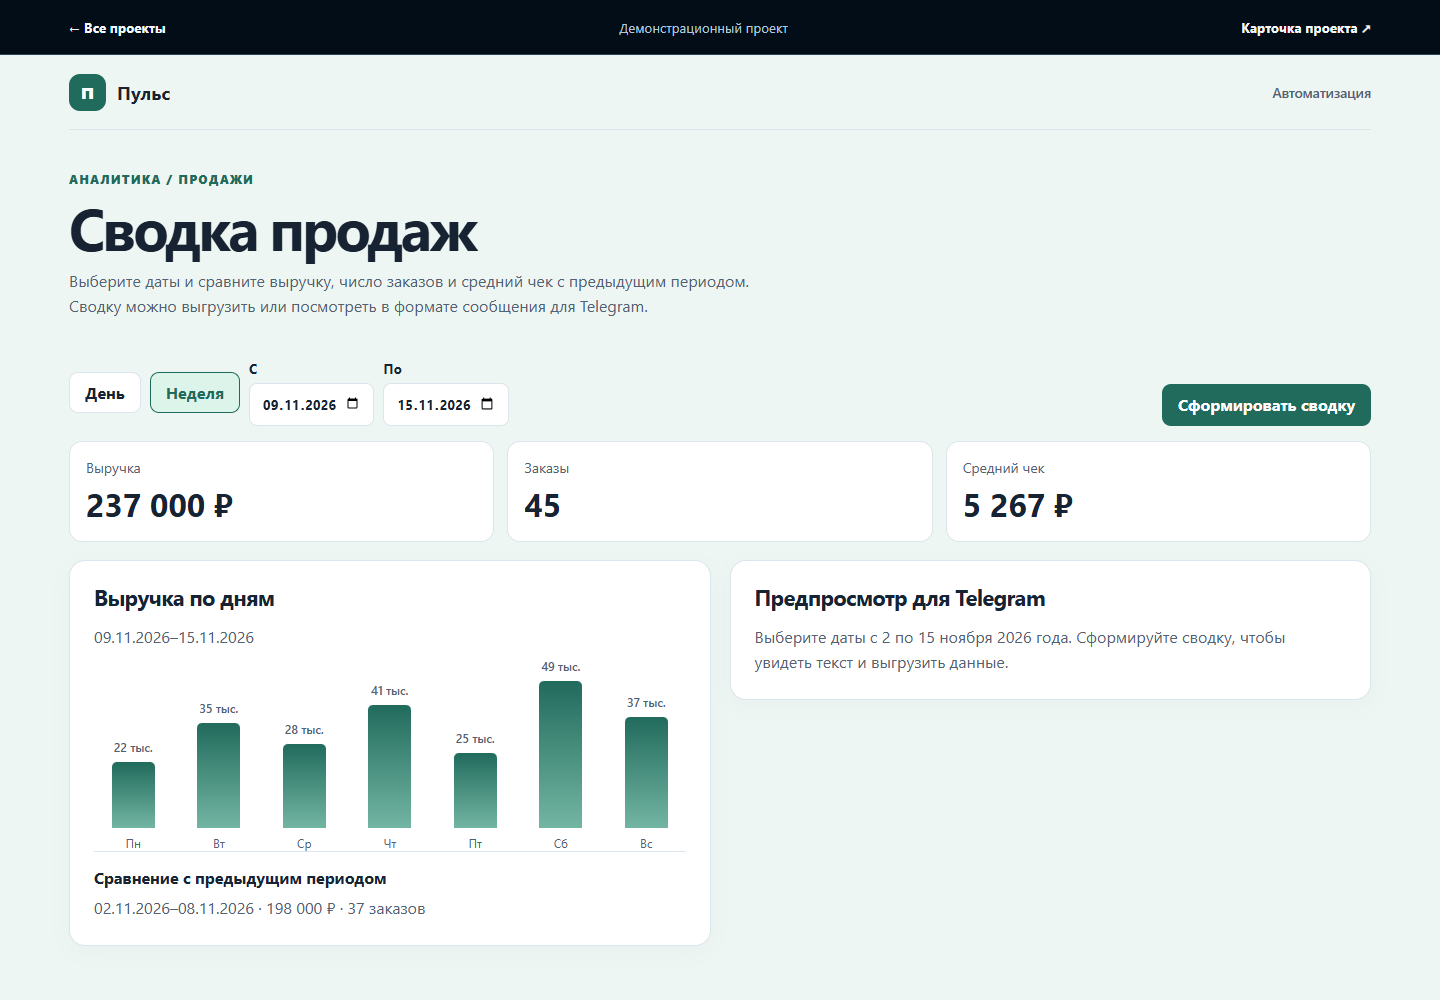 ← Все проекты
Демонстрационный проект
Карточка проекта ↗
П
Пульс
Автоматизация
АНАЛИТИКА / ПРОДАЖИ
Сводка продаж
Выберите даты и сравните выручку, число заказов и средний чек с предыдущим периодом.
Сводку можно выгрузить или посмотреть в формате сообщения для Telegram.
День
Неделя
С
09.11.2026
По
15.11.2026
Сформировать сводку
Выручка
237 000 ₽
Заказы
45
Средний чек
5 267 ₽
Выручка по дням
09.11.2026–15.11.2026
22 тыс.
35 тыс.
28 тыс.
41 тыс.
25 тыс.
49 тыс.
37 тыс.
Пн
Вт
Ср
Чт
Пт
Сб
Вс
Сравнение с предыдущим периодом
02.11.2026–08.11.2026 · 198 000 ₽ · 37 заказов
Предпросмотр для Telegram
Выберите даты с 2 по 15 ноября 2026 года. Сформируйте сводку, чтобы
увидеть текст и выгрузить данные.